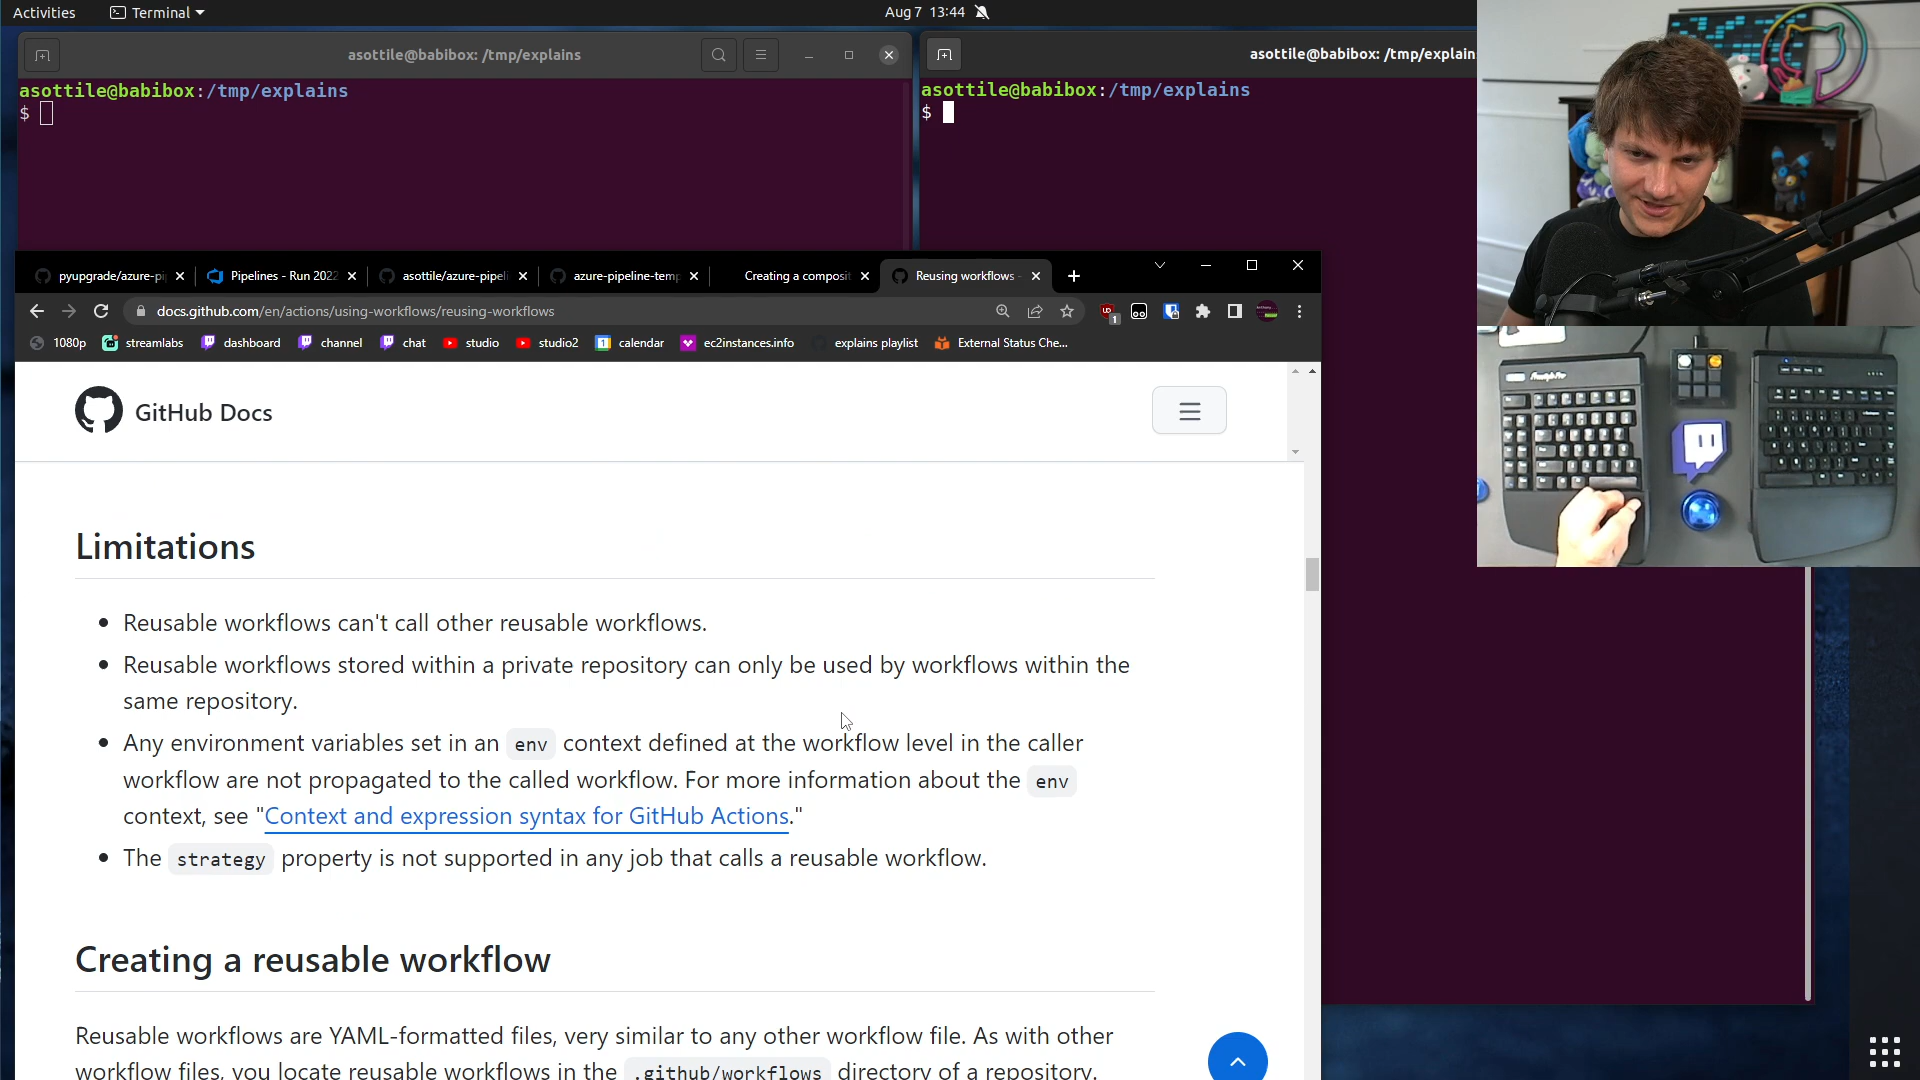 Activities
Terminal
Aug 7 13:44
asottile@babibox: /tmp/explains
asottile@babibox:/tmp/explains
$
asottile@babibox: /tmp/explain
asottile@babibox:/tmp/explains
$
pyupgrade/azure-pi
Pipelines - Run 2022
asottile/azure-pipeli
azure-pipeline-temp
Creating a composit
Reusing workflows -
docs.github.com/en/actions/using-workflows/reusing-workflows
1080p
streamlabs
dashboard
channel
chat
studio
studio2
calendar
ec2instances.info
explains playlist
External Status Che...
GitHub Docs
Limitations
• Reusable workflows can't call other reusable workflows.
• Reusable workflows stored within a private repository can only be used by workflows within the
same repository.
• Any environment variables set in an env context defined at the workflow level in the caller
workflow are not propagated to the called workflow. For more information about the env
context, see "Context and expression syntax for GitHub Actions."
• The strategy property is not supported in any job that calls a reusable workflow.
Creating a reusable workflow
Reusable workflows are YAML-formatted files, very similar to any other workflow file. As with other
workflow files, you locate reusable workflows in the .github/workflows directory of a repository.